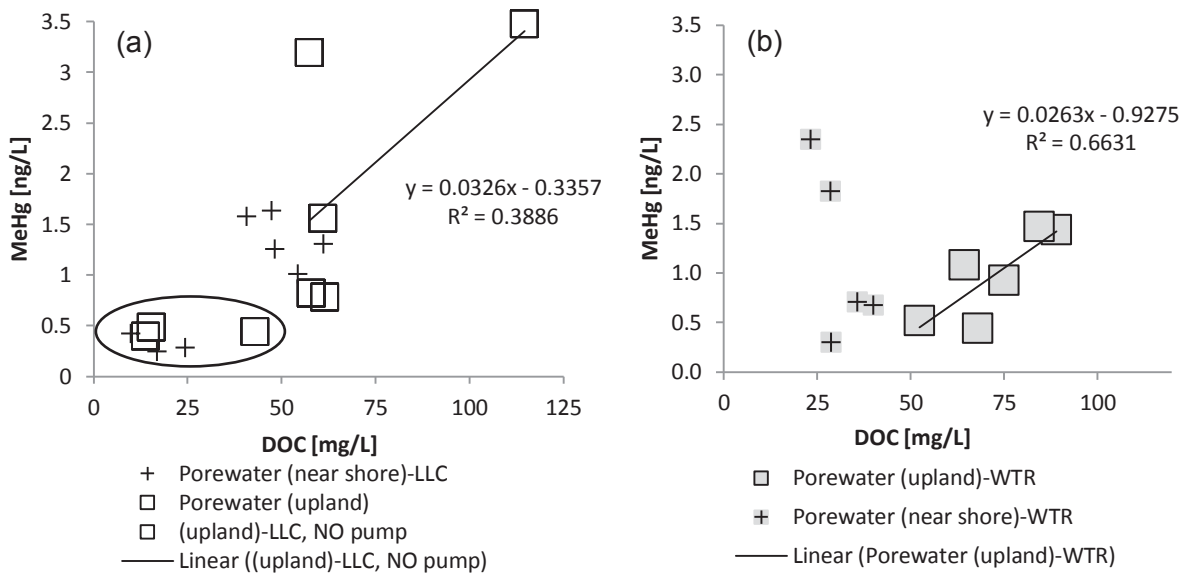 (a)
MeHg [ng/L]
3.5
3
2.5
2
1.5
1
0.5
0
y = 0.0326x - 0.3357
R² = 0.3886
0 25 50 75 100 125
DOC [mg/L]
Porewater (near shore)-LLC
Porewater (upland)
(upland)-LLC, NO pump
Linear ((upland)-LLC, NO pump)
(b)
MeHg [ng/L]
2.5
2.0
1.5
1.0
0.5
0.0
y = 0.0263x - 0.9275
R² = 0.6631
0 25 50 75 100
DOC [mg/L]
Porewater (upland)-WTR
Porewater (near shore)-WTR
Linear (Porewater (upland)-WTR)